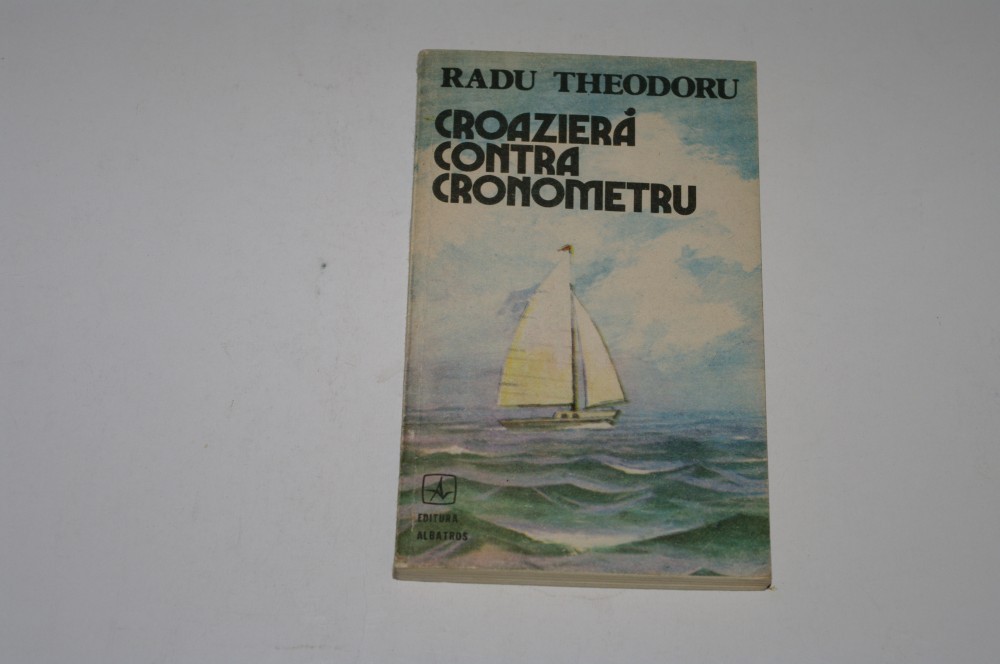 RADU THEODORU
CROAZIERĂ
CONTRA
CRONOMETRU
EDITURA
ALBATROS